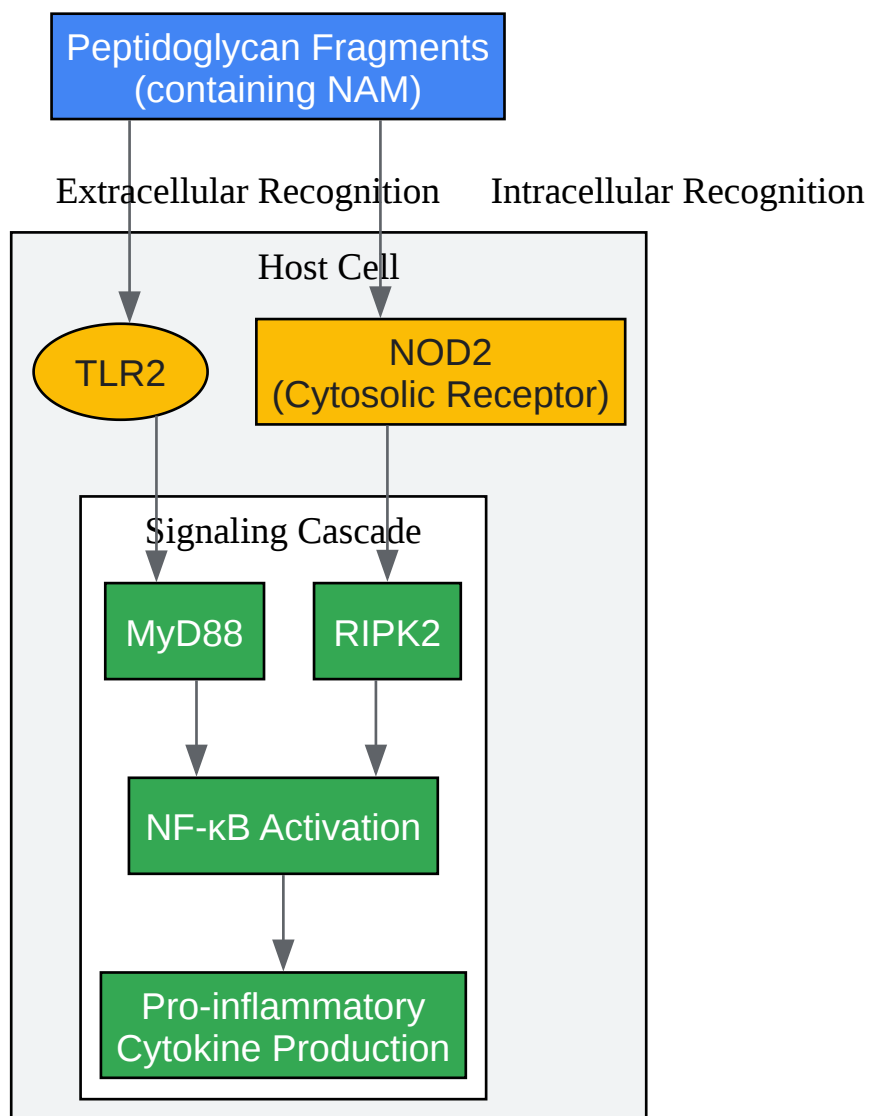 Peptidoglycan Fragments
(containing NAM)
Extracellular Recognition
Intracellular Recognition
Host Cell
TLR2
NOD2
(Cytosolic Receptor)
Signaling Cascade
MyD88
RIPK2
NF-κB Activation
Pro-inflammatory
Cytokine Production